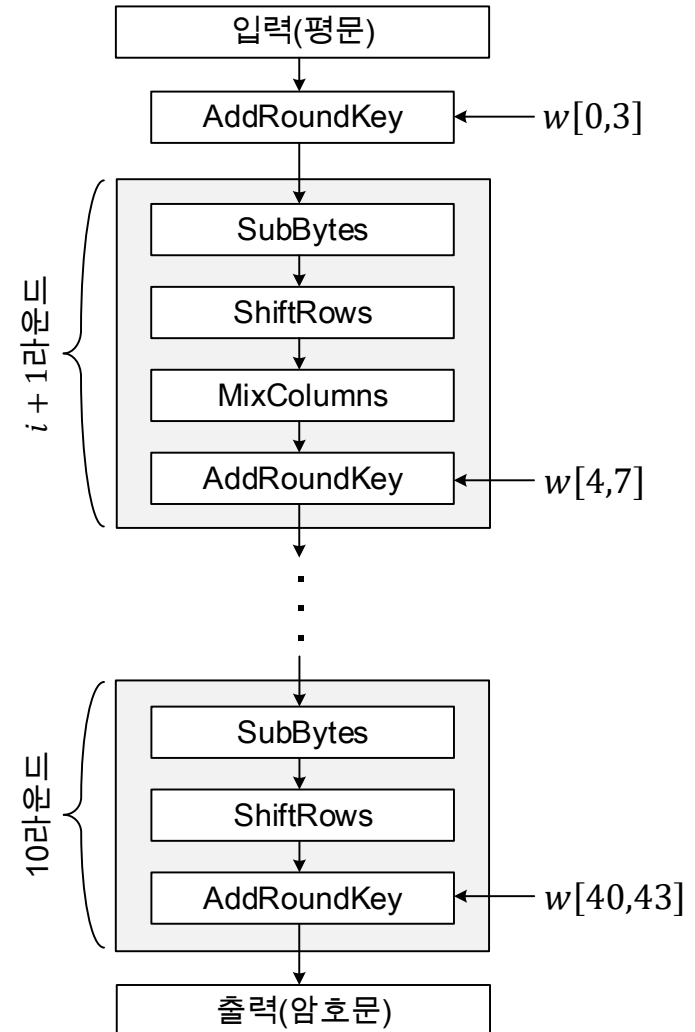 입력(평문)
AddRoundKey
w[0,3]
SubBytes
ShiftRows
MixColumns
AddRoundKey
w[4,7]
i + 1라운드
SubBytes
ShiftRows
AddRoundKey
w[40,43]
10라운드
출력(암호문)